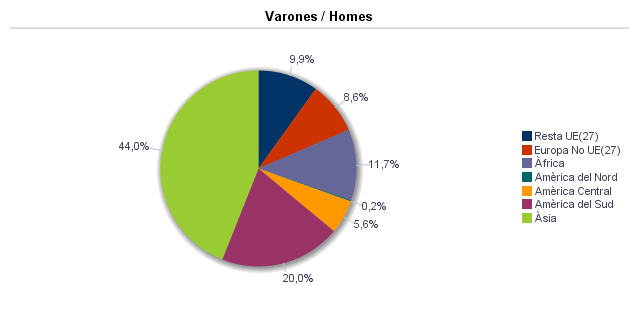 Varones / Homes
9,9%
8,6%
44,0%
11,7%
0,2%
5,6%
20,0%
Resta UE(27)
Europa No UE(27)
Àfrica
Amèrica del Nord
Amèrica Central
Amèrica del Sud
Àsia